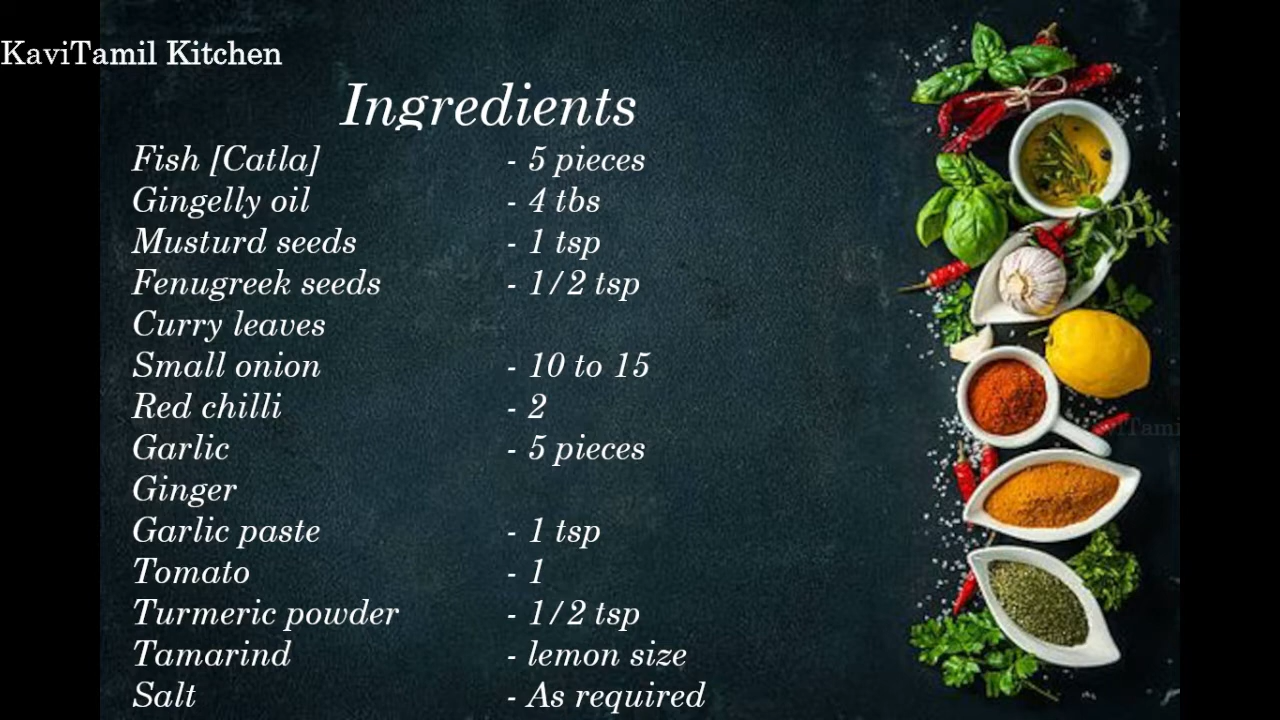 KaviTamil Kitchen
Ingredients
Fish [Catla] - 5 pieces
Gingelly oil - 4 tbs
Musturd seeds - 1 tsp
Fenugreek seeds - 1/2 tsp
Curry leaves
Small onion - 10 to 15
Red chilli - 2
Garlic - 5 pieces
Ginger
Garlic paste - 1 tsp
Tomato - 1
Turmeric powder - 1/2 tsp
Tamarind - lemon size
Salt - As required